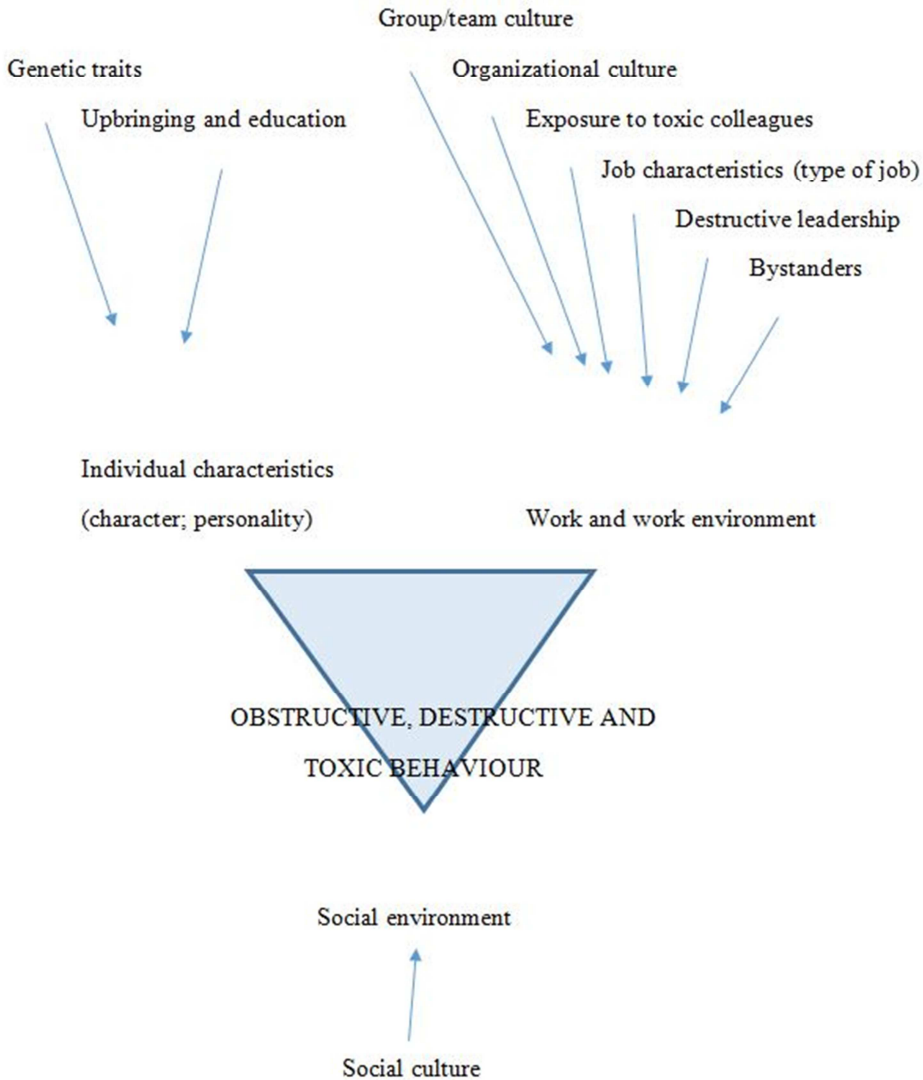 Group/team culture
Genetic traits
Organizational culture
Upbringing and education
Exposure to toxic colleagues
Job characteristics (type of job)
Destructive leadership
Bystanders
Individual characteristics
(character; personality)
Work and work environment
OBSTRUCTIVE, DESTRUCTIVE AND
TOXIC BEHAVIOUR
Social environment
Social culture